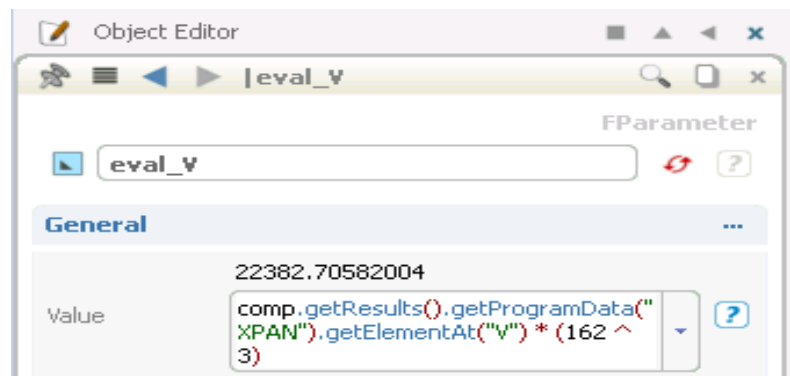 Object Editor
|eval_V
FParameter
eval_V
?
General
...
22382.70582004
Value
comp.getResults().getProgramData("
XPAN").getElementAt("V") * (162 ^
3)
?